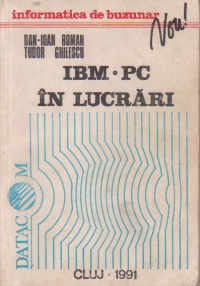 informatica de buzunar
Nou!
DAN-IOAN ROMAN
TUDOR GHILESCU
IBM·PC
ÎN LUCRĂRI
DATACOM
CLUJ·1991